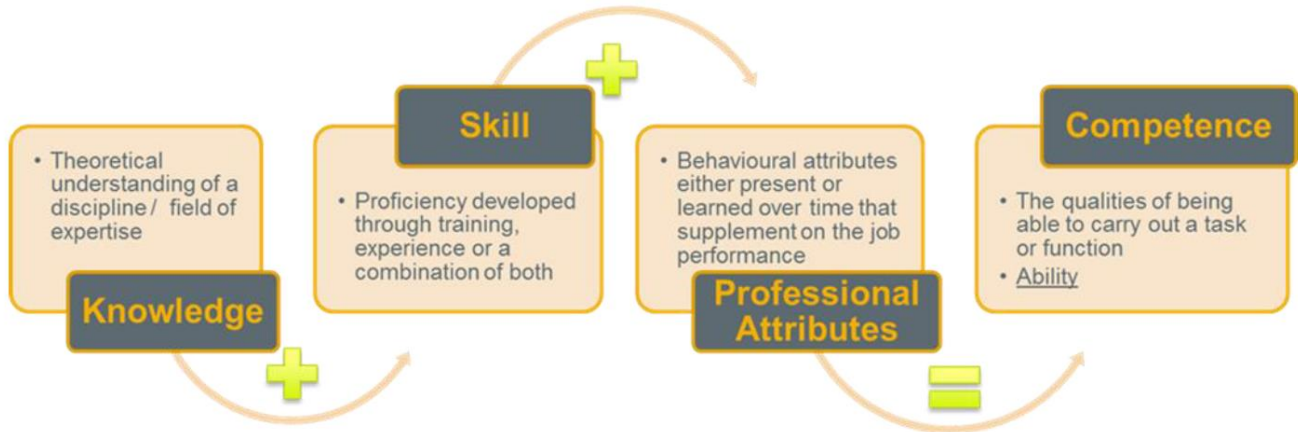 • Theoretical
understanding of a
discipline / field of
expertise
Knowledge
Skill
• Proficiency developed
through training,
experience or a
combination of both
• Behavioural attributes
either present or
learned over time that
supplement on the job
performance
Professional
Attributes
Competence
• The qualities of being
able to carry out a task
or function
• Ability